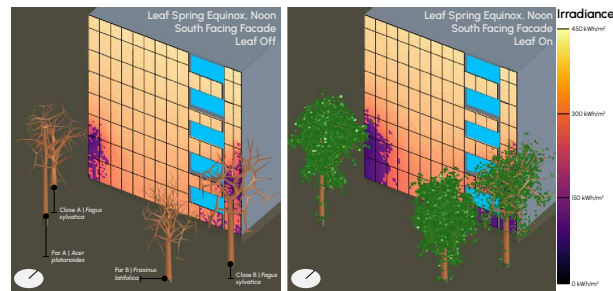 Leaf Spring Equinox, Noon
South Facing Facade
Leaf Off
Close A | Fagus
sylvatica
Far A | Acer
platanoides
Far B | Fraxinus
latifolica
Close B | Fagus
sylvatica
Leaf Spring Equinox, Noon
South Facing Facade
Leaf On
Irradiance
450 kWh/m²
300 kWh/m²
150 kWh/m²
0 kWh/m²